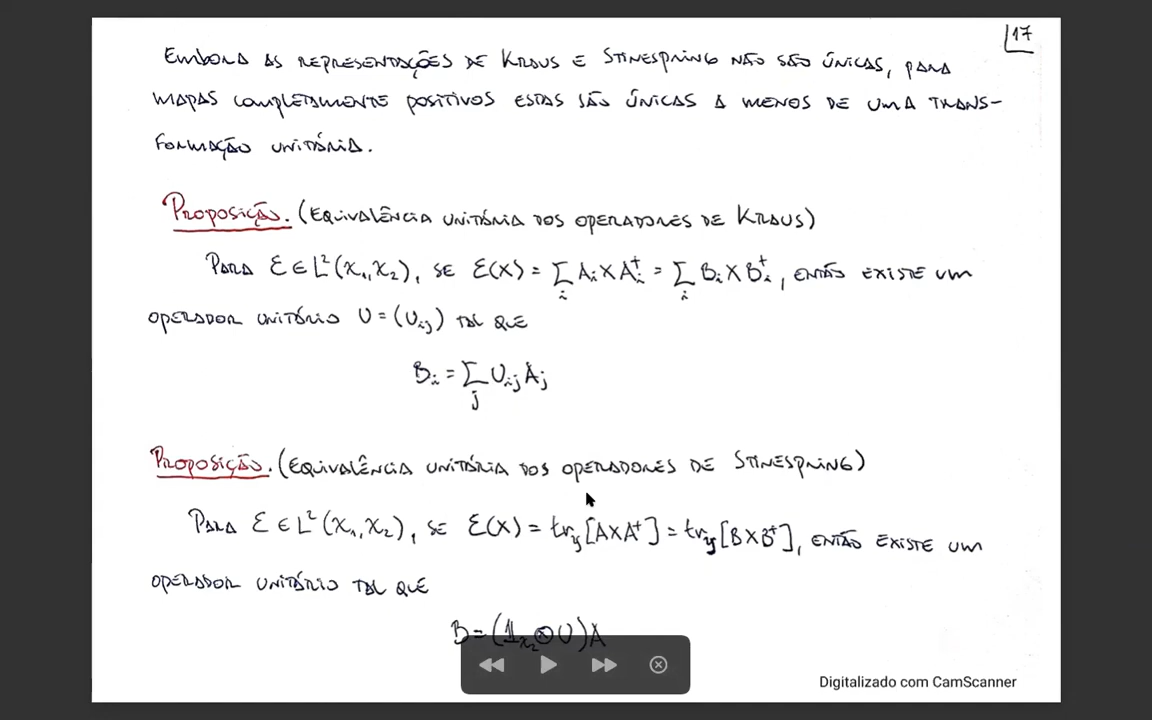 17
Embora as representações de Kraus e Stinespring não são únicas, para
mapas completamente positivos estas são únicas a menos de uma trans-
formação unitária.
Proposição. (Equivalência unitária dos operadores de Kraus)
Para ℰ ∈ L²(𝒳₁,𝒳₂), se ℰ(X) = ∑ᵢ AᵢXAᵢ† = ∑ᵢ BᵢXBᵢ†, então existe um
operador unitário U = (Uᵢⱼ) tal que
Bᵢ = ∑ⱼ UᵢⱼAⱼ
Proposição. (Equivalência unitária dos operadores de Stinespring)
Para ℰ ∈ L²(𝒳₁,𝒳₂), se ℰ(X) = tr_y[AXA†] = tr_y[BXB†], então existe um
operador unitário tal que
B = (𝟙_𝒳₂ ⊗ U)A
Digitalizado com CamScanner